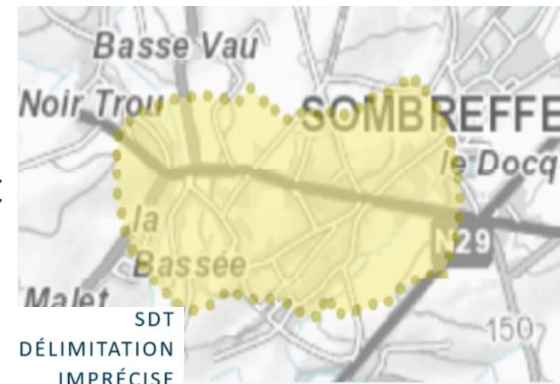 Basse Vau
Noir Trou
SOMBREFFE
le Docq
la
Bassée
N29
Malet
150
SDT
DÉLIMITATION
IMPRÉCISE